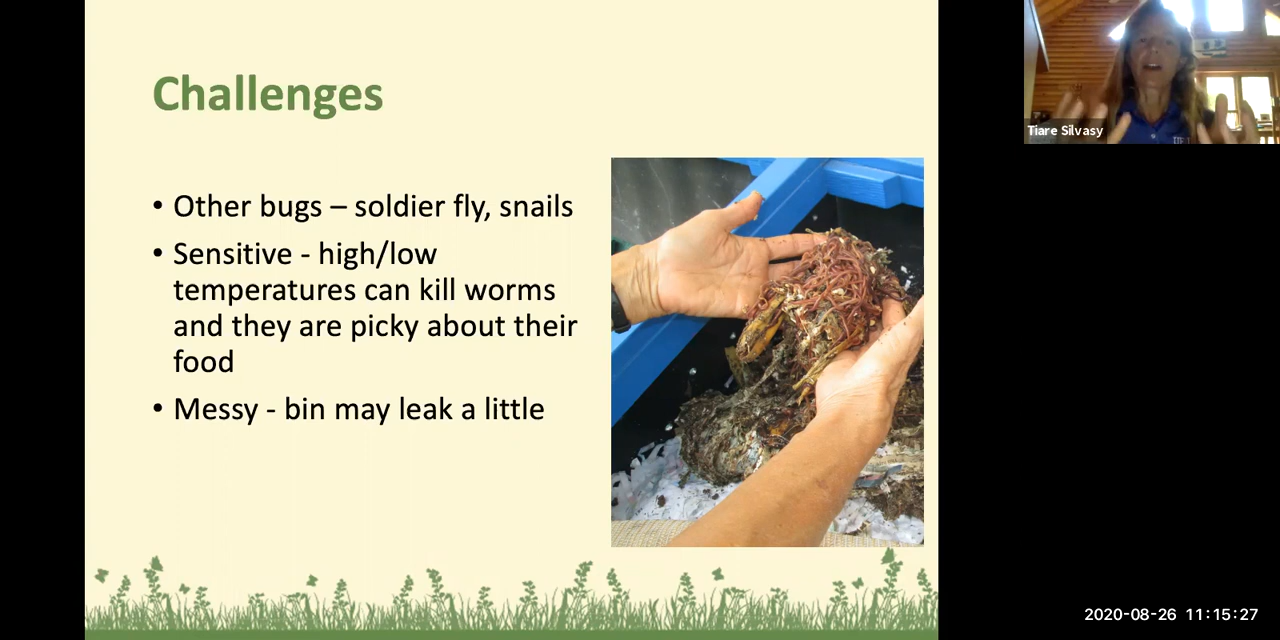 Challenges
• Other bugs – soldier fly, snails
• Sensitive - high/low
temperatures can kill worms
and they are picky about their
food
• Messy - bin may leak a little
Tiare Silvasy
2020-08-26 11:15:27